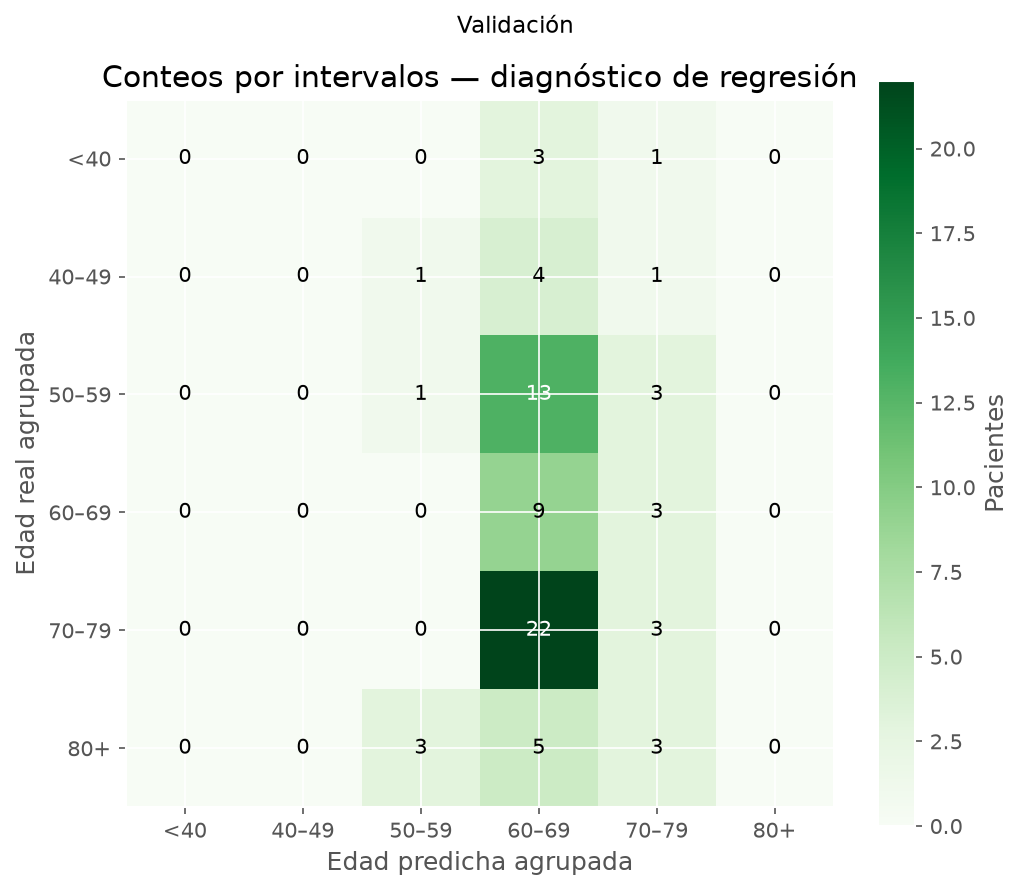 Validación
Conteos por intervalos — diagnóstico de regresión
<40 0 0 0 3 1 0
40–49 0 0 1 4 1 0
50–59 0 0 1 13 3 0
60–69 0 0 0 9 3 0
70–79 0 0 0 22 3 0
80+ 0 0 3 5 3 0
<40 40–49 50–59 60–69 70–79 80+
Edad predicha agrupada
Edad real agrupada
20.0
17.5
15.0
12.5
10.0
7.5
5.0
2.5
0.0
Pacientes